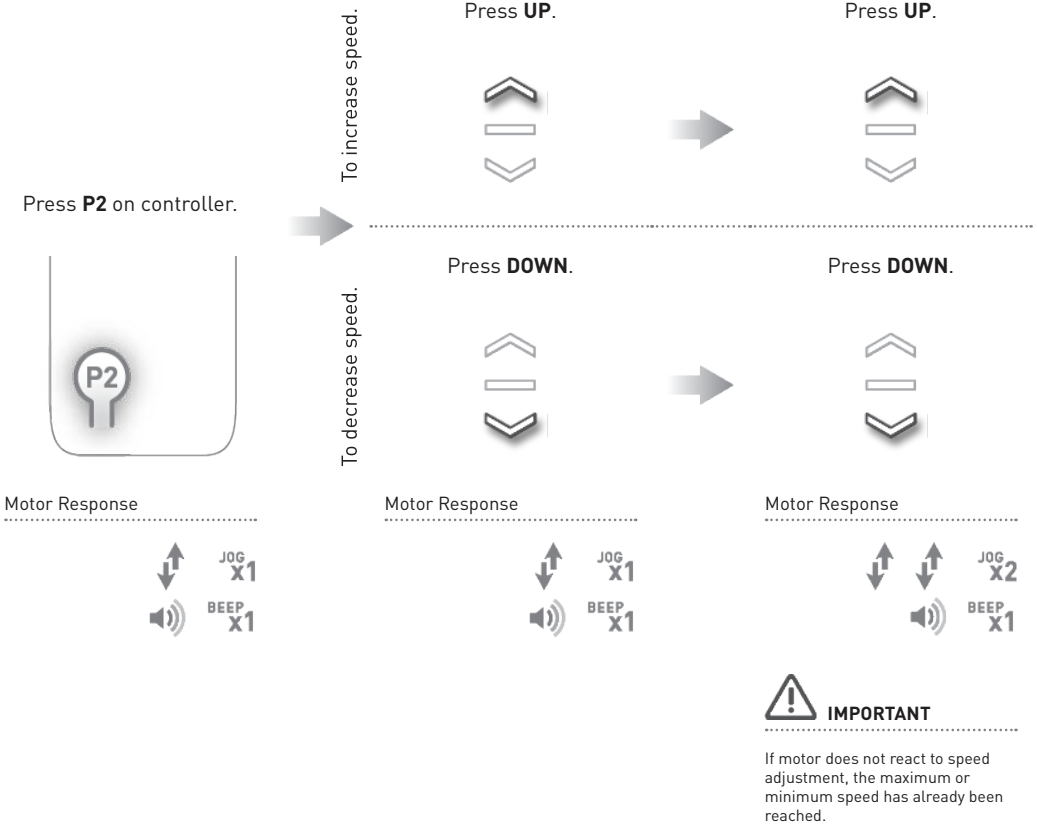 Press P2 on controller.
P2
To increase speed.
Press UP.
Press UP.
To decrease speed.
Press DOWN.
Press DOWN.
Motor Response
JOG X1
BEEP X1
Motor Response
JOG X1
BEEP X1
Motor Response
JOG X2
BEEP X1
IMPORTANT
If motor does not react to speed
adjustment, the maximum or
minimum speed has already been
reached.